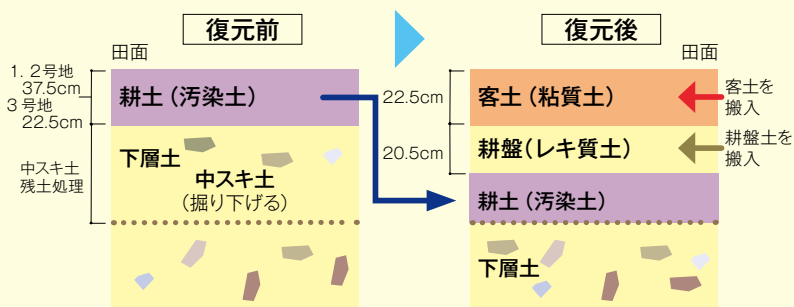 復元前
復元後
田面
田面
1．2号地
37.5cm
3号地
22.5cm
中スキ土
残土処理
耕土（汚染土）
下層土
中スキ土
（掘り下げる）
22.5cm
20.5cm
客土（粘質土）
耕盤（レキ質土）
耕土（汚染土）
下層土
客土を
搬入
耕盤土を
搬入